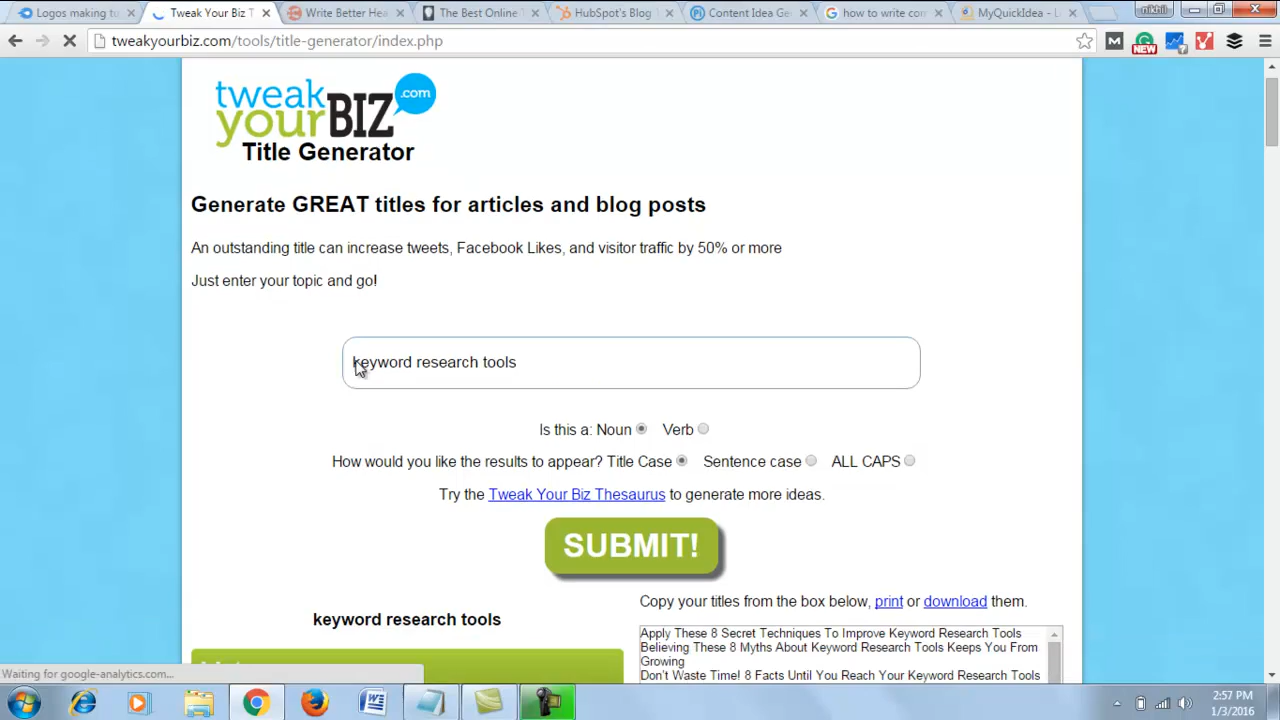 Logos making to
Tweak Your Biz T
Write Better Hea
The Best Online
HubSpot's Blog
Content Idea Ge
how to write com
MyQuickIdea - L
nikhil
tweakyourbiz.com/tools/title-generator/index.php
NEW
tweak
.com
yourBIZ
Title Generator
Generate GREAT titles for articles and blog posts
An outstanding title can increase tweets, Facebook Likes, and visitor traffic by 50% or more
Just enter your topic and go!
keyword research tools
Is this a: Noun Verb
How would you like the results to appear? Title Case Sentence case ALL CAPS
Try the Tweak Your Biz Thesaurus to generate more ideas.
SUBMIT!
Copy your titles from the box below, print or download them.
keyword research tools
Apply These 8 Secret Techniques To Improve Keyword Research Tools
Believing These 8 Myths About Keyword Research Tools Keeps You From
Growing
Don't Waste Time! 8 Facts Until You Reach Your Keyword Research Tools
Waiting for google-analytics.com...
2:57 PM
1/3/2016